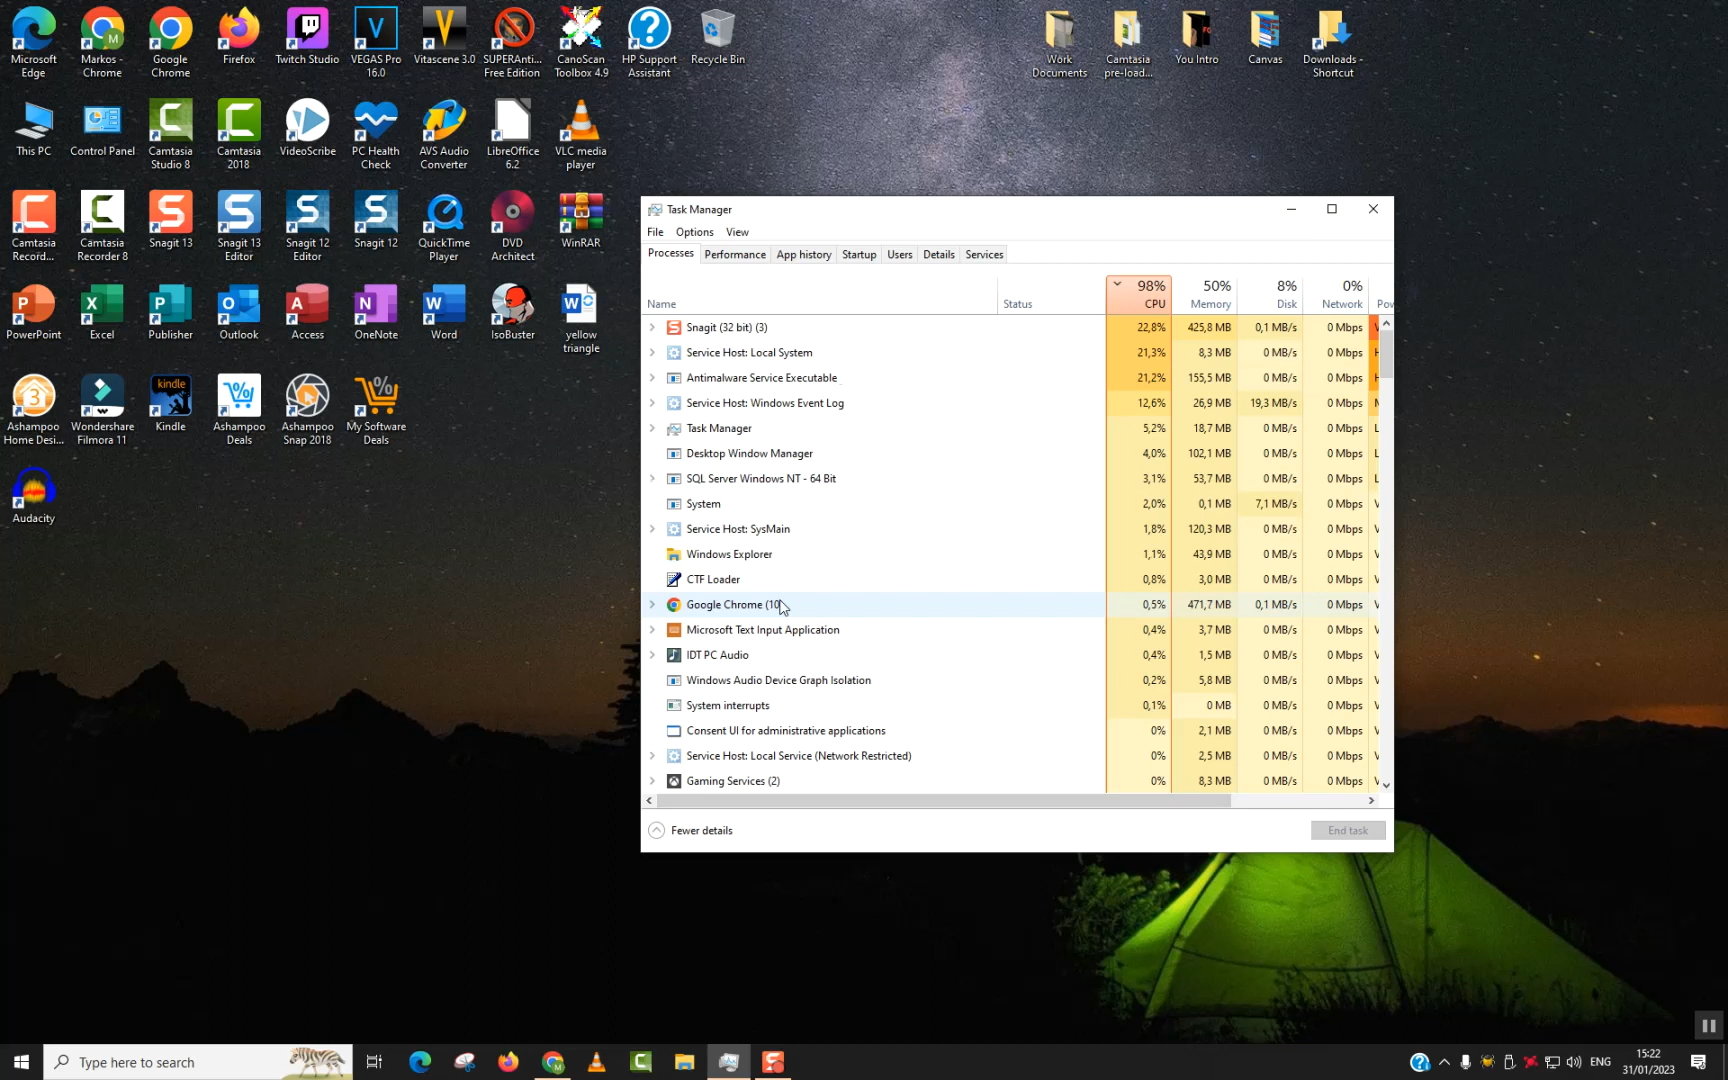 Microsoft Edge
Markos - Chrome
Google Chrome
Firefox
Twitch Studio
VEGAS Pro 16.0
Vitascene 3.0
SUPERAnti... Free Edition
CanoScan Toolbox 4.9
HP Support Assistant
Recycle Bin
Work Documents
Camtasia pre-load...
You Intro
Canvas
Downloads - Shortcut
This PC
Control Panel
Camtasia Studio 8
Camtasia 2018
VideoScribe
PC Health Check
AVS Audio Converter
LibreOffice 6.2
VLC media player
Camtasia Record...
Camtasia Recorder 8
Snagit 13
Snagit 13 Editor
Snagit 12 Editor
Snagit 12
QuickTime Player
DVD Architect
WinRAR
PowerPoint
Excel
Publisher
Outlook
Access
OneNote
Word
IsoBuster
yellow triangle
Ashampoo Home Desi...
Wondershare Filmora 11
kindle
Kindle
Ashampoo Deals
Ashampoo Snap 2018
My Software Deals
Audacity
Task Manager
File Options View
Processes Performance App history Startup Users Details Services
98% 50% 8% 0%
Name Status CPU Memory Disk Network Pov
Snagit (32 bit) (3) 22,8% 425,8 MB 0,1 MB/s 0 Mbps V
Service Host: Local System 21,3% 8,3 MB 0 MB/s 0 Mbps H
Antimalware Service Executable 21,2% 155,5 MB 0 MB/s 0 Mbps H
Service Host: Windows Event Log 12,6% 26,9 MB 19,3 MB/s 0 Mbps M
Task Manager 5,2% 18,7 MB 0 MB/s 0 Mbps L
Desktop Window Manager 4,0% 102,1 MB 0 MB/s 0 Mbps L
SQL Server Windows NT - 64 Bit 3,1% 53,7 MB 0 MB/s 0 Mbps L
System 2,0% 0,1 MB 7,1 MB/s 0 Mbps L
Service Host: SysMain 1,8% 120,3 MB 0 MB/s 0 Mbps V
Windows Explorer 1,1% 43,9 MB 0 MB/s 0 Mbps V
CTF Loader 0,8% 3,0 MB 0 MB/s 0 Mbps V
Google Chrome (10) 0,5% 471,7 MB 0,1 MB/s 0 Mbps V
Microsoft Text Input Application 0,4% 3,7 MB 0 MB/s 0 Mbps V
IDT PC Audio 0,4% 1,5 MB 0 MB/s 0 Mbps V
Windows Audio Device Graph Isolation 0,2% 5,8 MB 0 MB/s 0 Mbps V
System interrupts 0,1% 0 MB 0 MB/s 0 Mbps V
Consent UI for administrative applications 0% 2,1 MB 0 MB/s 0 Mbps V
Service Host: Local Service (Network Restricted) 0% 2,5 MB 0 MB/s 0 Mbps V
Gaming Services (2) 0% 8,3 MB 0 MB/s 0 Mbps V
Fewer details End task
Type here to search
ENG
15:22
31/01/2023